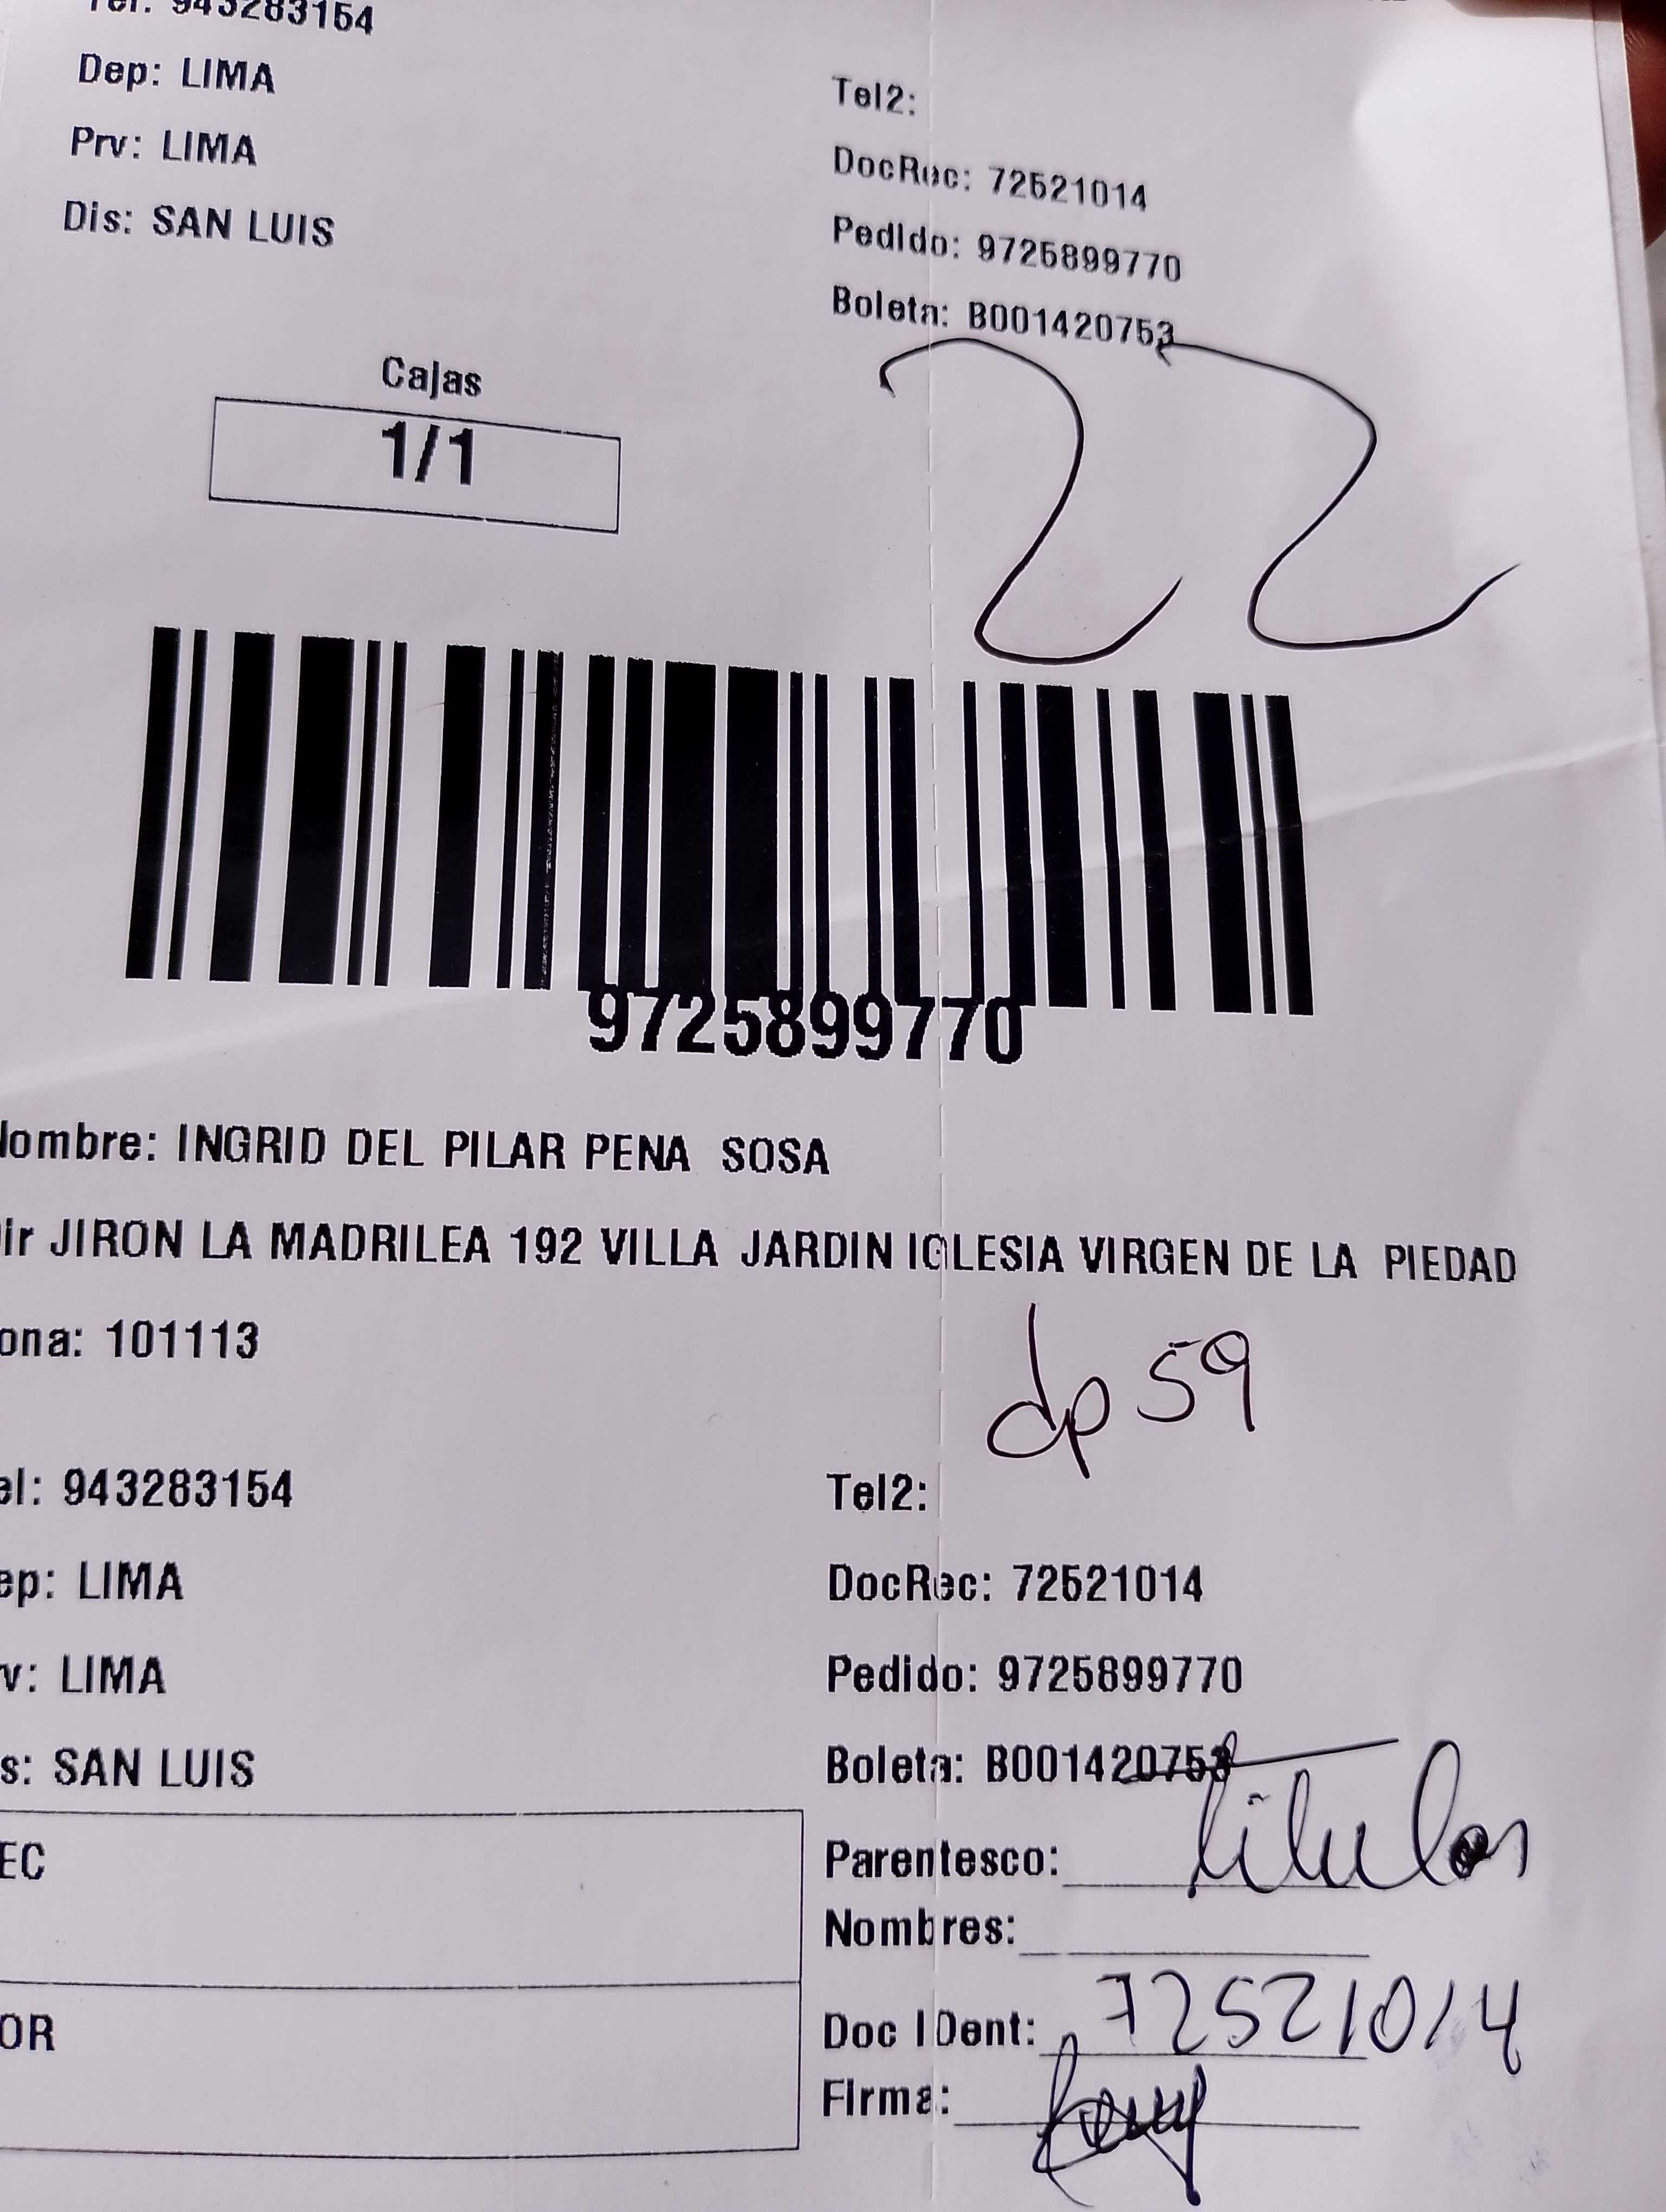 Tel: 943283154
Dep: LIMA
Prv: LIMA
Dis: SAN LUIS
Tel2:
DocRec: 72521014
Pedido: 9725899770
Boleta: B001420753
Cajas
1/1
22
9725899770
Nombre: INGRID DEL PILAR PENA SOSA
Dir JIRON LA MADRILEA 192 VILLA JARDIN IGLESIA VIRGEN DE LA PIEDAD
ona: 101113
dp 59
el: 943283154
Tel2:
ep: LIMA
DocRec: 72521014
v: LIMA
Pedido: 9725899770
s: SAN LUIS
Boleta: B001420753
EC
Parentesco: titular
Nombres:
OR
Doc IDent: 72521014
Firma: